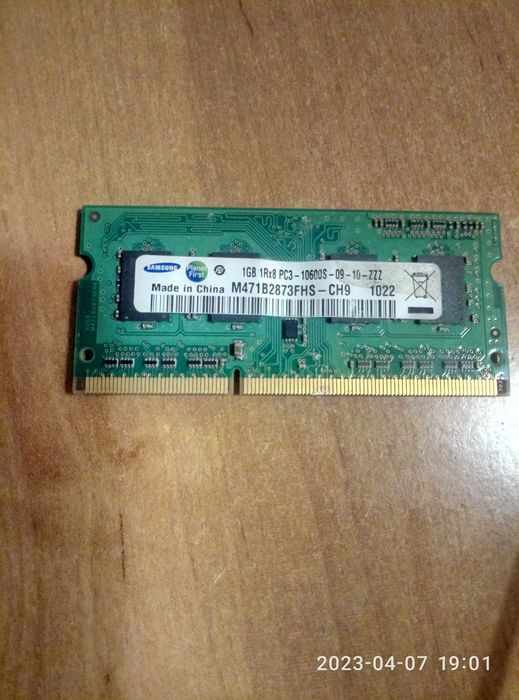 SAMSUNG
Planet
First
1GB 1Rx8 PC3-10600S-09-10-ZZZ
Made in China M471B2873FHS-CH9 1022
2023-04-07 19:01